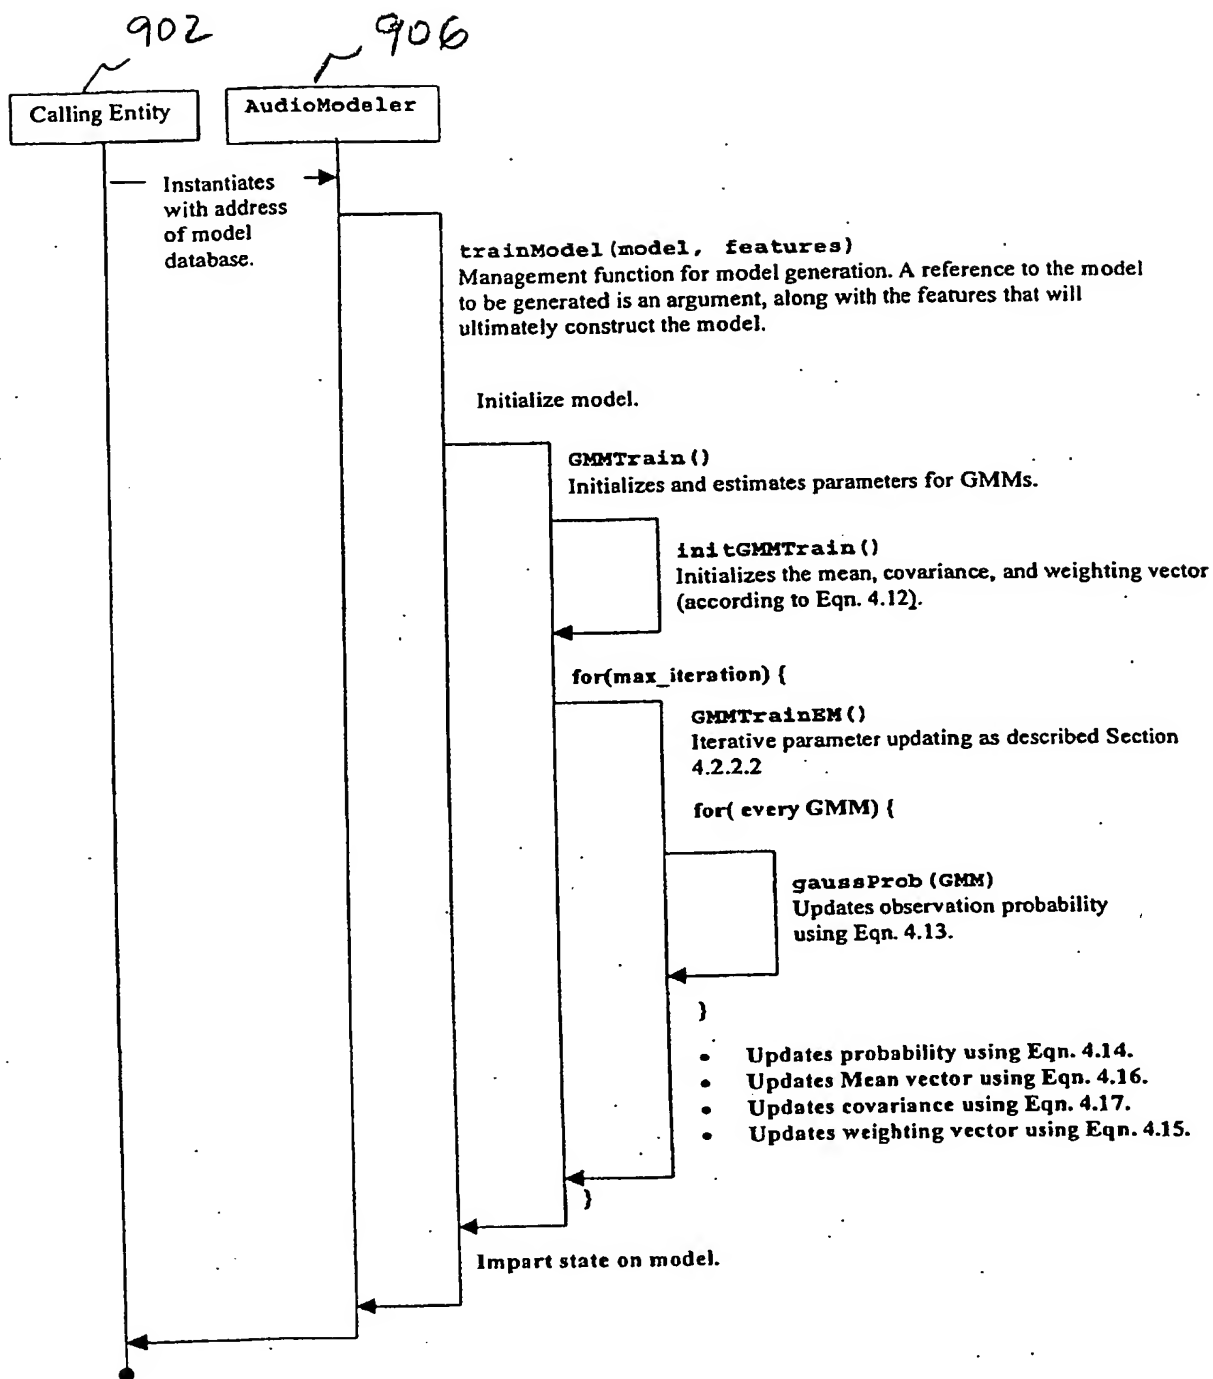 902
906
Calling Entity
AudioModeler
Instantiates
with address
of model
database.
trainModel(model, features)
Management function for model generation. A reference to the model
to be generated is an argument, along with the features that will
ultimately construct the model.
Initialize model.
GMMTrain()
Initializes and estimates parameters for GMMs.
initGMMTrain()
Initializes the mean, covariance, and weighting vector
(according to Eqn. 4.12).
for(max_iteration) {
GMMTrainEM()
Iterative parameter updating as described Section
4.2.2.2
for( every GMM) {
gaussProb(GMM)
Updates observation probability
using Eqn. 4.13.
}
• Updates probability using Eqn. 4.14.
• Updates Mean vector using Eqn. 4.16.
• Updates covariance using Eqn. 4.17.
• Updates weighting vector using Eqn. 4.15.
}
Impart state on model.